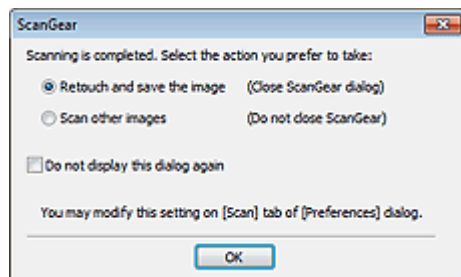 ScanGear
Scanning is completed. Select the action you prefer to take:
Retouch and save the image (Close ScanGear dialog)
Scan other images (Do not close ScanGear)
Do not display this dialog again
You may modify this setting on [Scan] tab of [Preferences] dialog.
OK